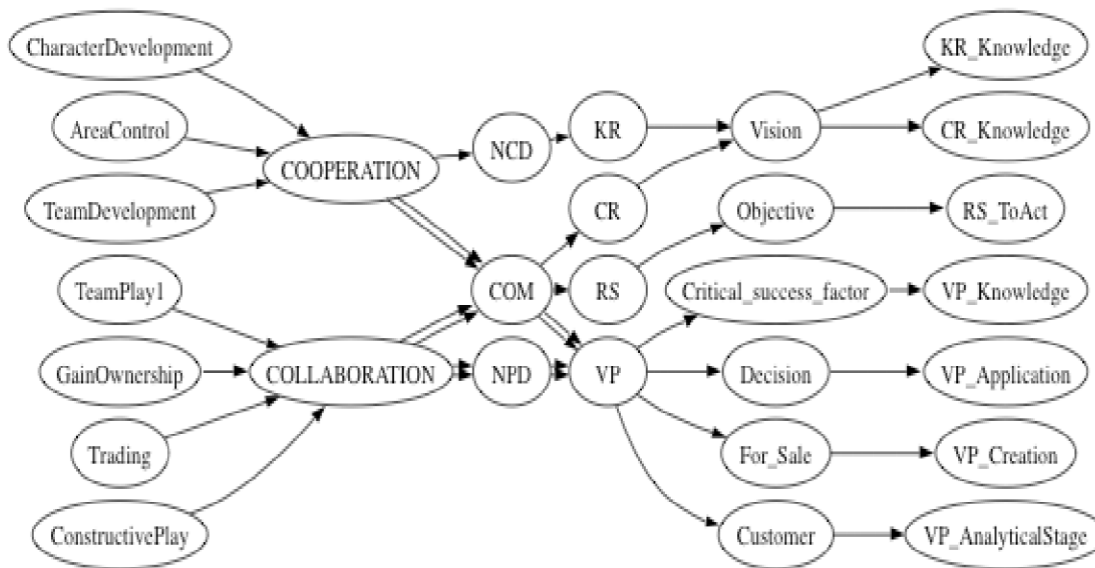 CharacterDevelopment
AreaControl
TeamDevelopment
TeamPlay1
GainOwnership
Trading
ConstructivePlay
COOPERATION
COLLABORATION
NCD
COM
NPD
KR
CR
RS
VP
Vision
Objective
Critical_success_factor
Decision
For_Sale
Customer
KR_Knowledge
CR_Knowledge
RS_ToAct
VP_Knowledge
VP_Application
VP_Creation
VP_AnalyticalStage